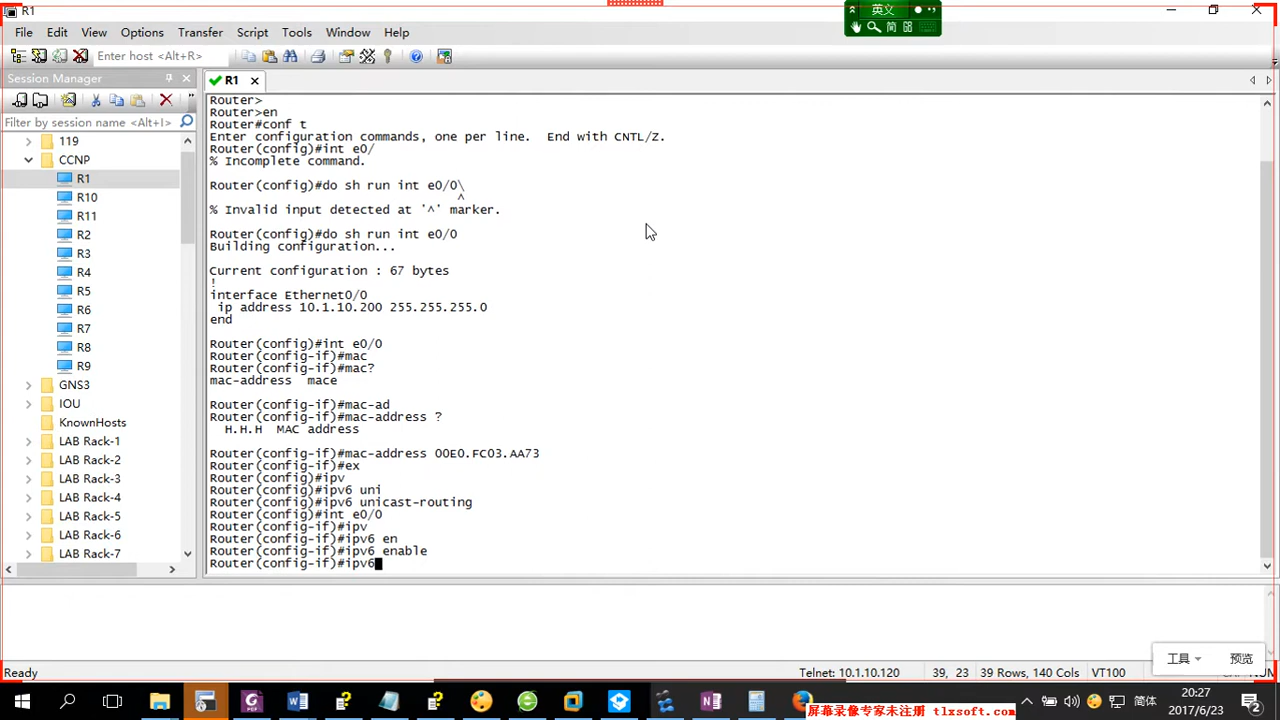 R1
英文
简
File Edit View Options Transfer Script Tools Window Help
Enter host <Alt+R>
Session Manager
R1
Filter by session name <Alt+I>
119
CCNP
R1
R10
R11
R2
R3
R4
R5
R6
R7
R8
R9
GNS3
IOU
KnownHosts
LAB Rack-1
LAB Rack-2
LAB Rack-3
LAB Rack-4
LAB Rack-5
LAB Rack-6
LAB Rack-7
Router>
Router>en
Router#conf t
Enter configuration commands, one per line.  End with CNTL/Z.
Router(config)#int e0/
% Incomplete command.
Router(config)#do sh run int e0/0\
^
% Invalid input detected at '^' marker.
Router(config)#do sh run int e0/0
Building configuration...
Current configuration : 67 bytes
!
interface Ethernet0/0
ip address 10.1.10.200 255.255.255.0
end
Router(config)#int e0/0
Router(config-if)#mac
Router(config-if)#mac?
mac-address  mace
Router(config-if)#mac-ad
Router(config-if)#mac-address ?
H.H.H  MAC address
Router(config-if)#mac-address 00E0.FC03.AA73
Router(config-if)#ex
Router(config)#ipv
Router(config)#ipv6 uni
Router(config)#ipv6 unicast-routing
Router(config)#int e0/0
Router(config-if)#ipv
Router(config-if)#ipv6 en
Router(config-if)#ipv6 enable
Router(config-if)#ipv6
工具 预览
Ready
Telnet: 10.1.10.120 39, 23 39 Rows, 140 Cols VT100
简体
20:27
2017/6/23
2
屏幕录像专家未注册 tlxsoft.com